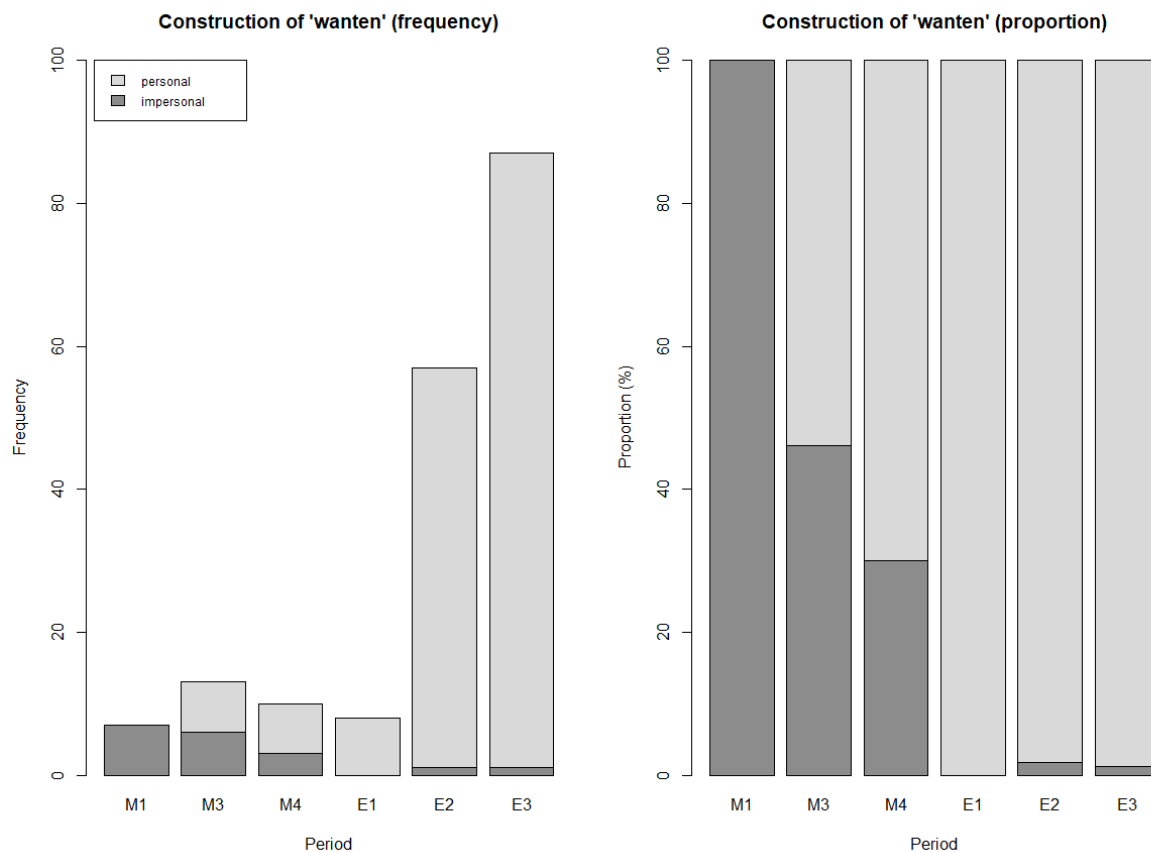 Construction of 'wanten' (frequency)
personal
impersonal
Frequency
100
80
60
40
20
0
M1 M3 M4 E1 E2 E3
Period
Construction of 'wanten' (proportion)
Proportion (%)
100
80
60
40
20
0
M1 M3 M4 E1 E2 E3
Period